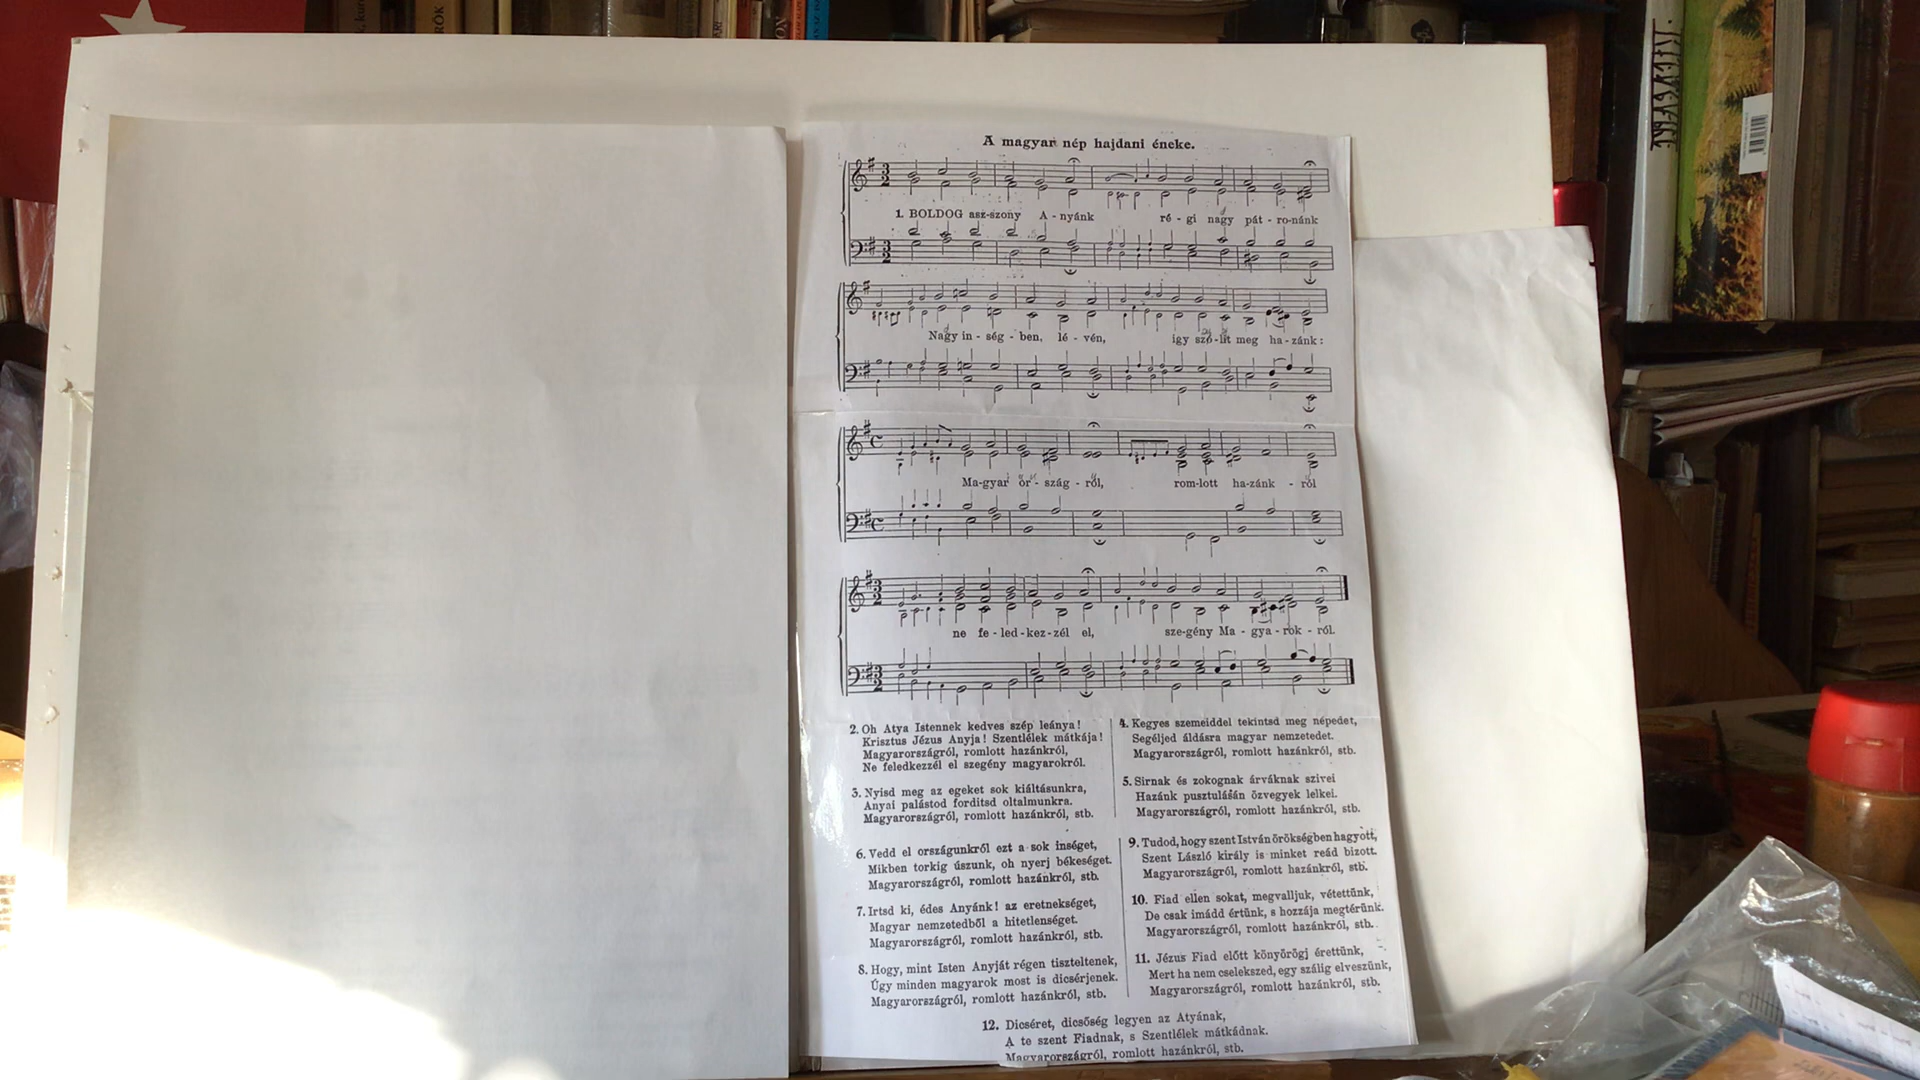 A magyar nép hajdani éneke.
1. BOLDOG asz-szony A - nyánk ré - gi nagy pát - ro-nánk
Nagy in - ség - ben, lé - vén, így szó - lít meg ha - zánk:
Ma-gyar or - szág - ról, rom-lott ha-zánk - ról
ne fe - led - kez - zél el, sze-gény Ma - gya - rok - ról.
2. Oh Atya Istennek kedves szép leánya!
Krisztus Jézus Anyja! Szentlélek mátkája!
Magyarországról, romlott hazánkról,
Ne feledkezzél el szegény magyarokról.
3. Nyisd meg az egeket sok kiáltásunkra,
Anyai palástod fordítsd oltalmunkra.
Magyarországról, romlott hazánkról, stb.
4. Kegyes szemeiddel tekintsd meg népedet,
Segéljed áldásra magyar nemzetedet.
Magyarországról, romlott hazánkról, stb.
5. Sirnak és zokognak árváknak szivei
Hazánk pusztulásán özvegyek lelkei.
Magyarországról, romlott hazánkról, stb.
6. Vedd el országunkról ezt a sok inséget,
Mikben torkig úszunk, oh nyerj békeséget.
Magyarországról, romlott hazánkról, stb.
7. Irtsd ki, édes Anyánk! az eretnekséget,
Magyar nemzetedből a hitetlenséget.
Magyarországról, romlott hazánkról, stb.
8. Hogy, mint Isten Anyját régen tiszteltenek,
Úgy minden magyarok most is dicsérjenek.
Magyarországról, romlott hazánkról, stb.
9. Tudod, hogy szent István örökségben hagyott,
Szent László király is minket reád bizott.
Magyarországról, romlott hazánkról, stb.
10. Fiad ellen sokat, megvalljuk, vétettünk,
De csak imádd értünk, s hozzája megtérünk.
Magyarországról, romlott hazánkról, stb.
11. Jézus Fiad előtt könyörögj érettünk,
Mert ha nem cselekszed, egy szálig elveszünk,
Magyarországról, romlott hazánkról, stb.
12. Dicséret, dicsőség legyen az Atyának,
A te szent Fiadnak, s Szentlélek mátkádnak.
Magyarországról, romlott hazánkról, stb.